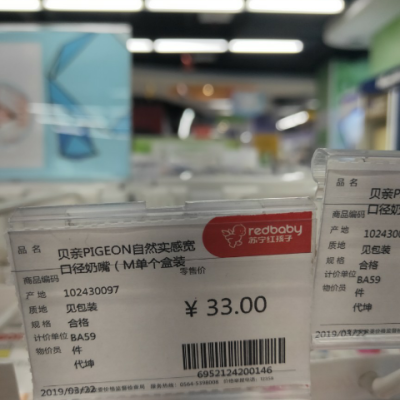 redbaby
苏宁红孩子
品名 贝亲PIGEON自然实感宽
口径奶嘴（M单个盒装
商品编码 102430097
零售价
产地 见包装
¥ 33.00
质地 合格
规格 BA59
计价单位 件
物价员 代坤
6952124200146
2019/03/22
品名 贝亲PIGEON
口径奶嘴
商品编码 1024300
产地 见包装
质地 合格
规格 BA59
计价单位 件
物价员 代坤